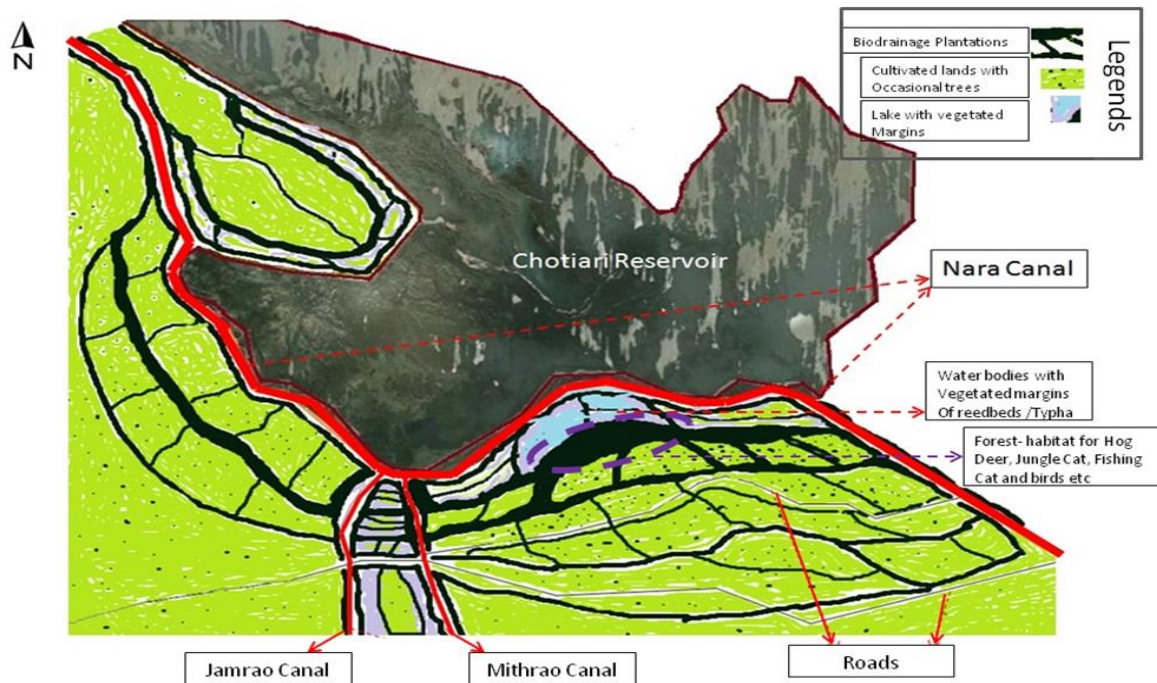 N
Legends
Biodrainage Plantations
Cultivated lands with
Occasional trees
Lake with vegetated
Margins
Chotiari Reservoir
Nara Canal
Water bodies with
Vegetated margins
Of reedbeds /Typha
Forest- habitat for Hog
Deer, Jungle Cat, Fishing
Cat and birds etc
Jamrao Canal
Mithrao Canal
Roads